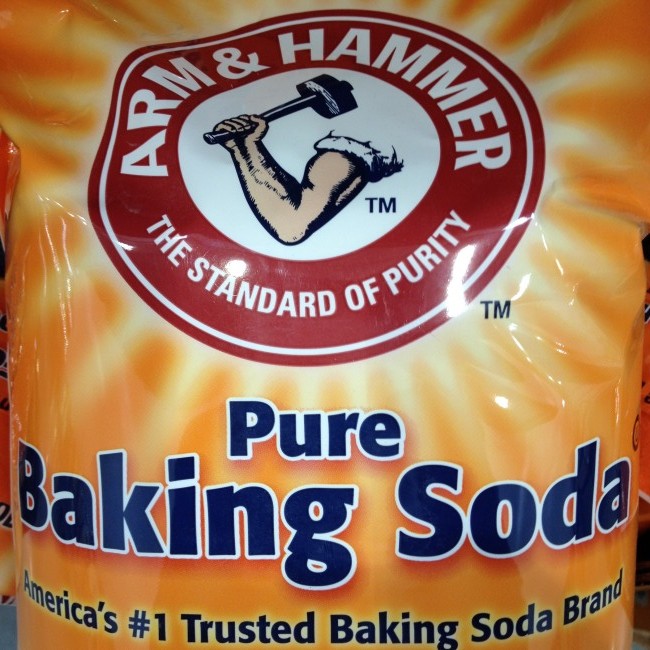 ARM & HAMMER
TM
THE STANDARD OF PURITY
TM
Pure
Baking Soda
America's #1 Trusted Baking Soda Brand